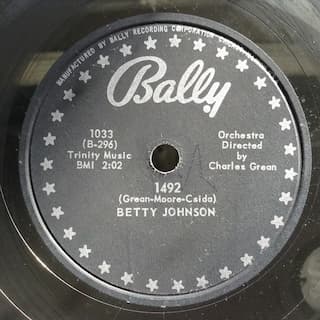 MANUFACTURED BY BALLY RECORDING CORPORATION
Bally
1033
(B-296)
Trinity Music
BMI 2:02
Orchestra
Directed
by
Charles Grean
1492
(Grean-Moore-Csida)
BETTY JOHNSON